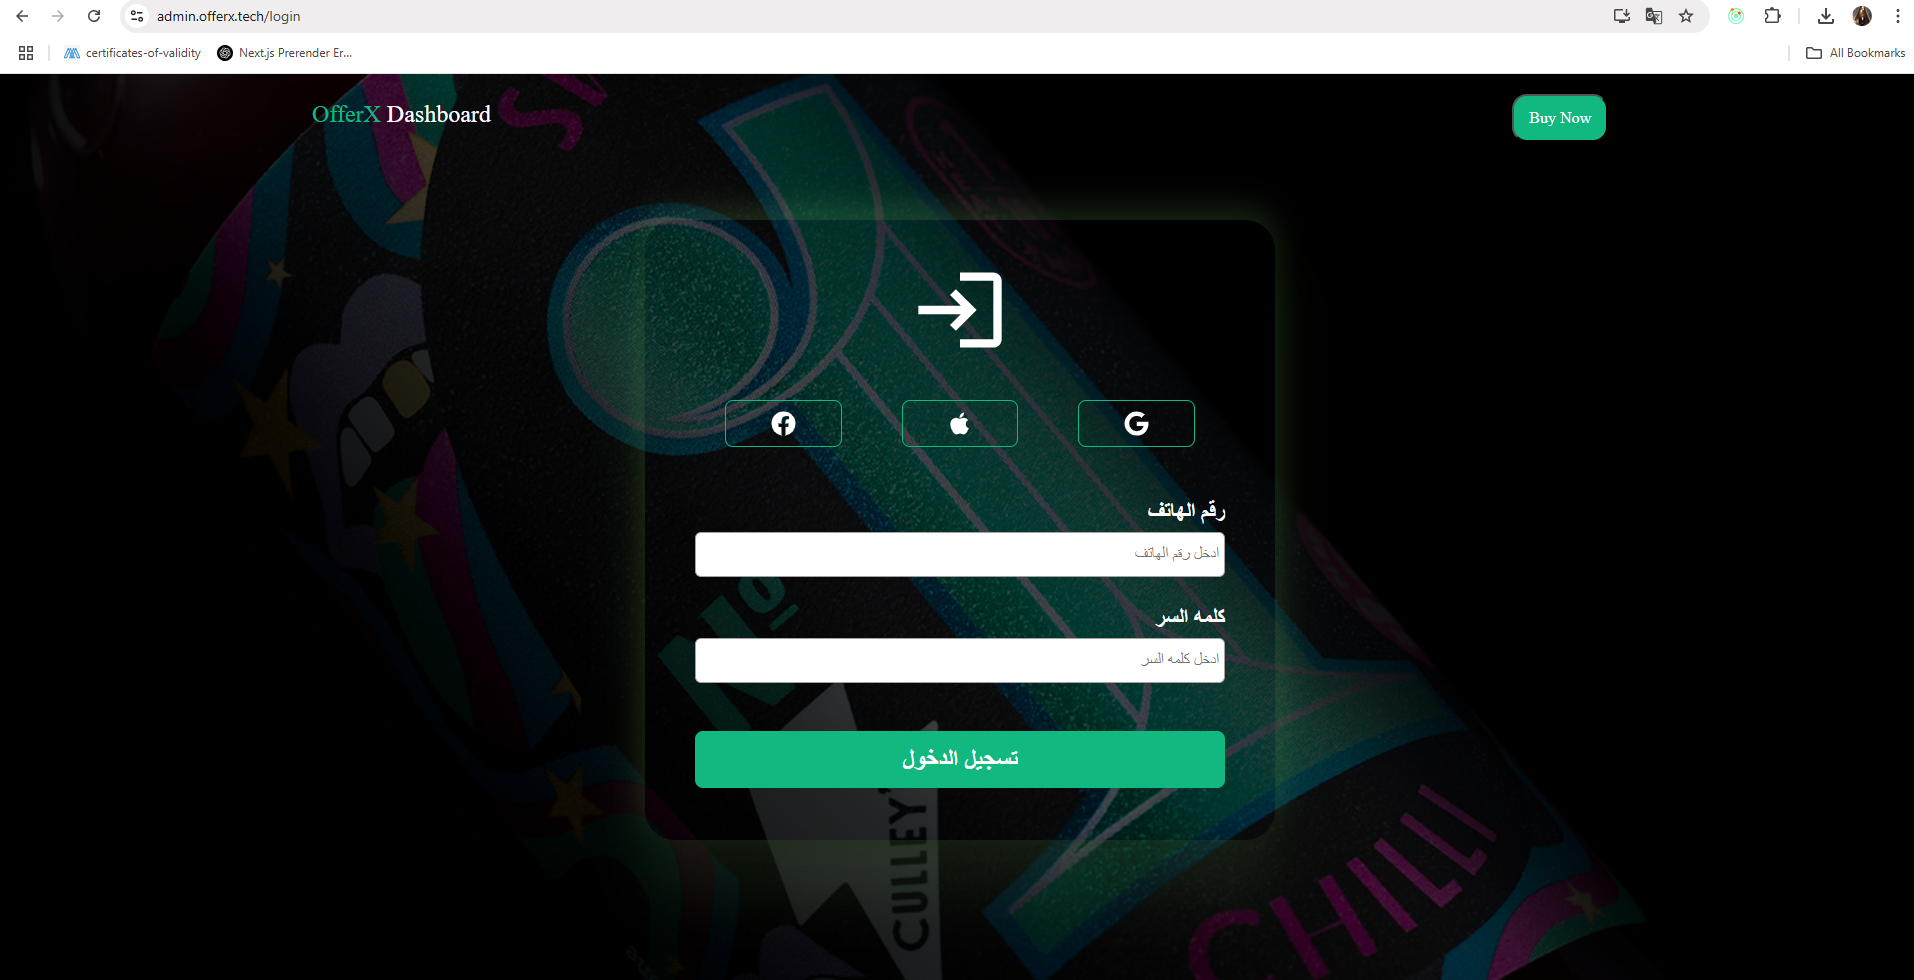 admin.offerx.tech/login
certificates-of-validity
Next.js Prerender Er...
All Bookmarks
OfferX Dashboard
Buy Now
رقم الهاتف
ادخل رقم الهاتف
كلمه السر
ادخل كلمه السر
تسجيل الدخول
No
CULLEY'
CHILLI